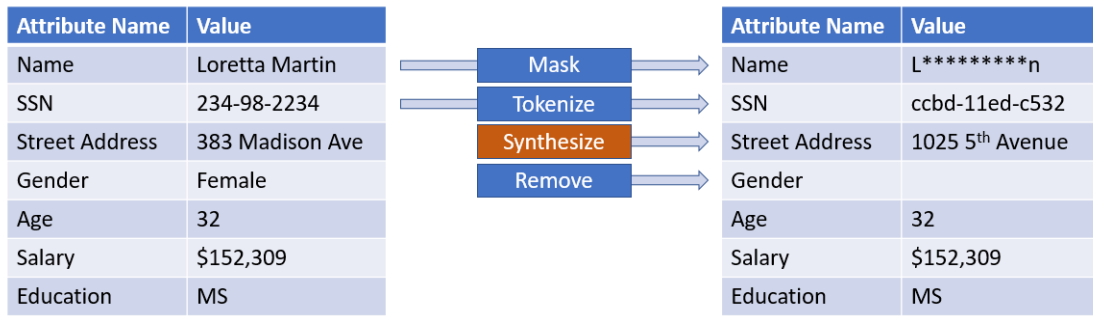 Attribute Name Value
Name Loretta Martin
SSN 234-98-2234
Street Address 383 Madison Ave
Gender Female
Age 32
Salary $152,309
Education MS
Mask
Tokenize
Synthesize
Remove
Attribute Name Value
Name L*********n
SSN ccbd-11ed-c532
Street Address 1025 5th Avenue
Gender
Age 32
Salary $152,309
Education MS